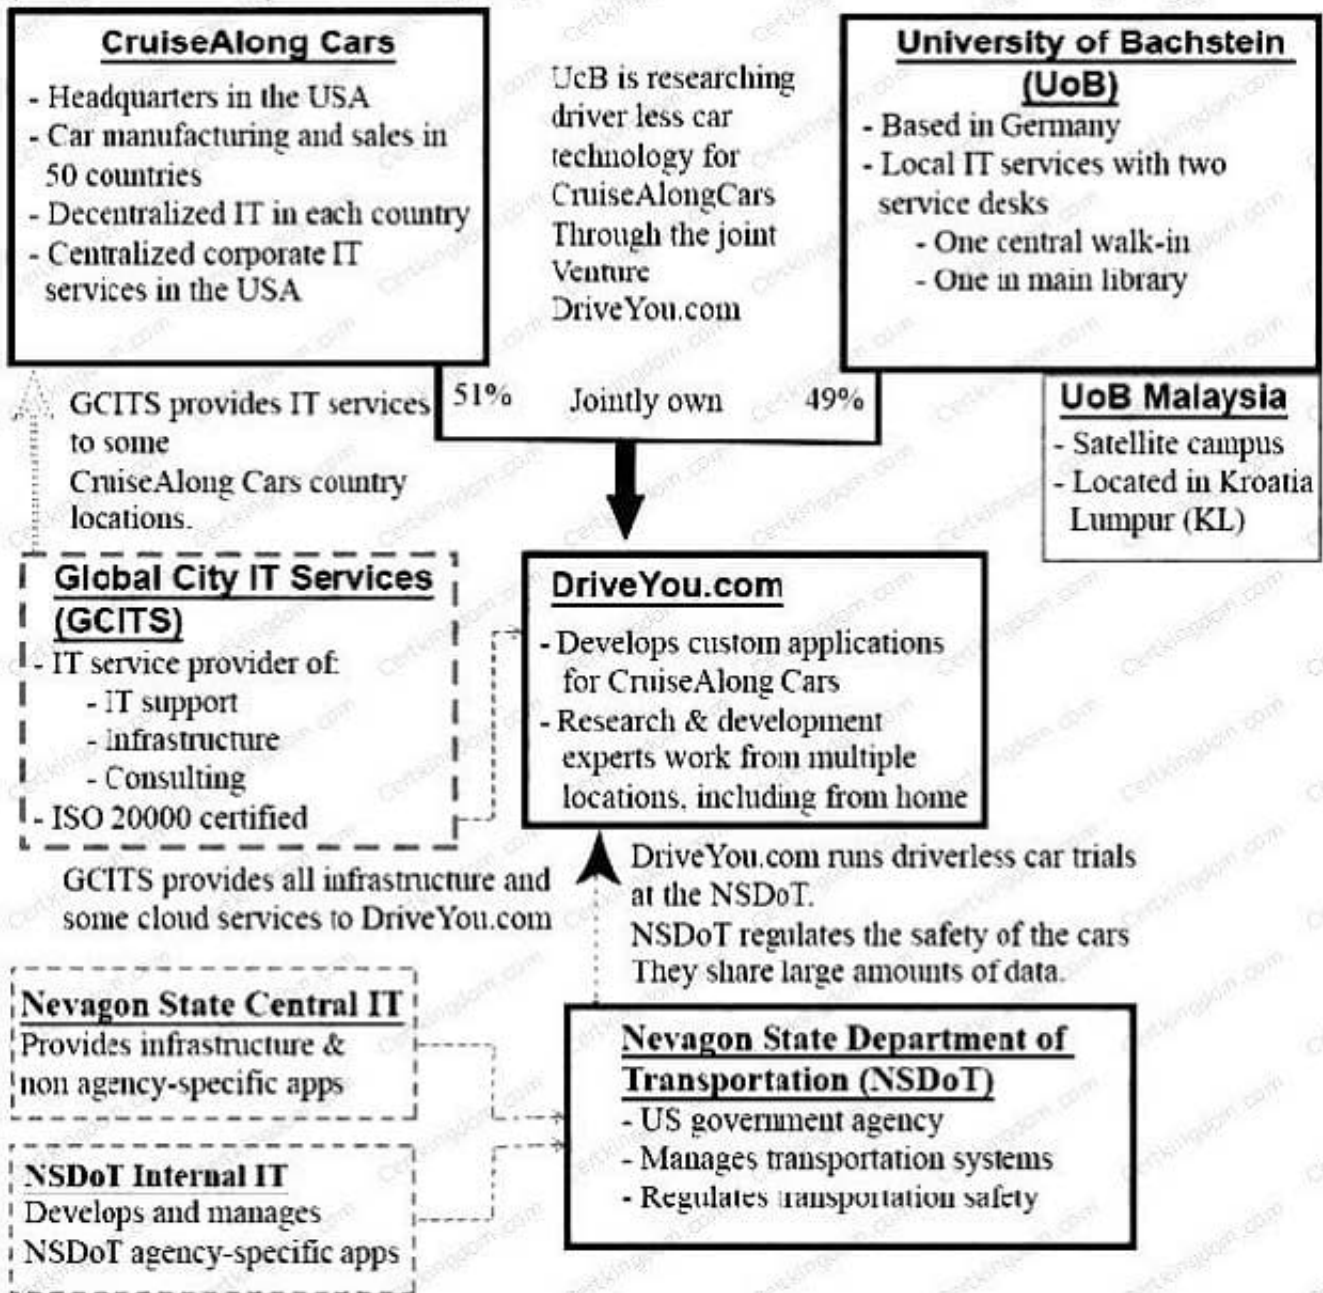 CruiseAlong Cars
- Headquarters in the USA
- Car manufacturing and sales in
50 countries
- Decentralized IT in each country
- Centralized corporate IT
services in the USA
UcB is researching
driver less car
technology for
CruiseAlongCars
Through the joint
Venture
DriveYou.com
University of Bachstein
(UoB)
- Based in Germany
- Local IT services with two
service desks
- One central walk-in
- One in main library
51% Jointly own 49%
UoB Malaysia
- Satellite campus
- Located in Kroatia
Lumpur (KL)
GCITS provides IT services
to some
CruiseAlong Cars country
locations.
Global City IT Services
(GCITS)
- IT service provider of:
- IT support
- Infrastructure
- Consulting
- ISO 20000 certified
DriveYou.com
- Develops custom applications
for CruiseAlong Cars
- Research & development
experts work from multiple
locations, including from home
GCITS provides all infrastructure and
some cloud services to DriveYou.com
DriveYou.com runs driverless car trials
at the NSDoT.
NSDoT regulates the safety of the cars
They share large amounts of data.
Nevagon State Central IT
Provides infrastructure &
non agency-specific apps
NSDoT Internal IT
Develops and manages
NSDoT agency-specific apps
Nevagon State Department of
Transportation (NSDoT)
- US government agency
- Manages transportation systems
- Regulates transportation safety
Certkingdom.com